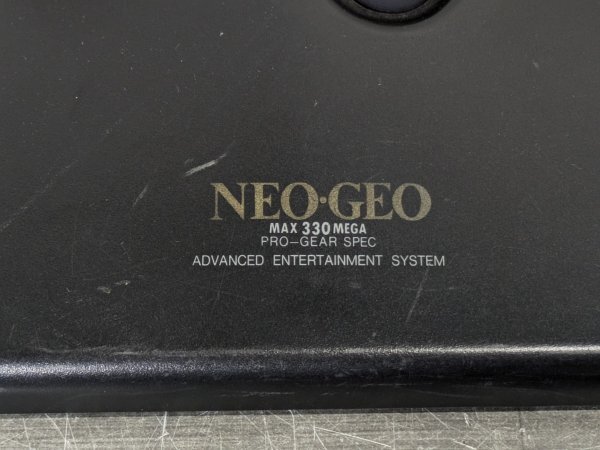 NEO·GEO
MAX 330 MEGA
PRO-GEAR SPEC
ADVANCED ENTERTAINMENT SYSTEM